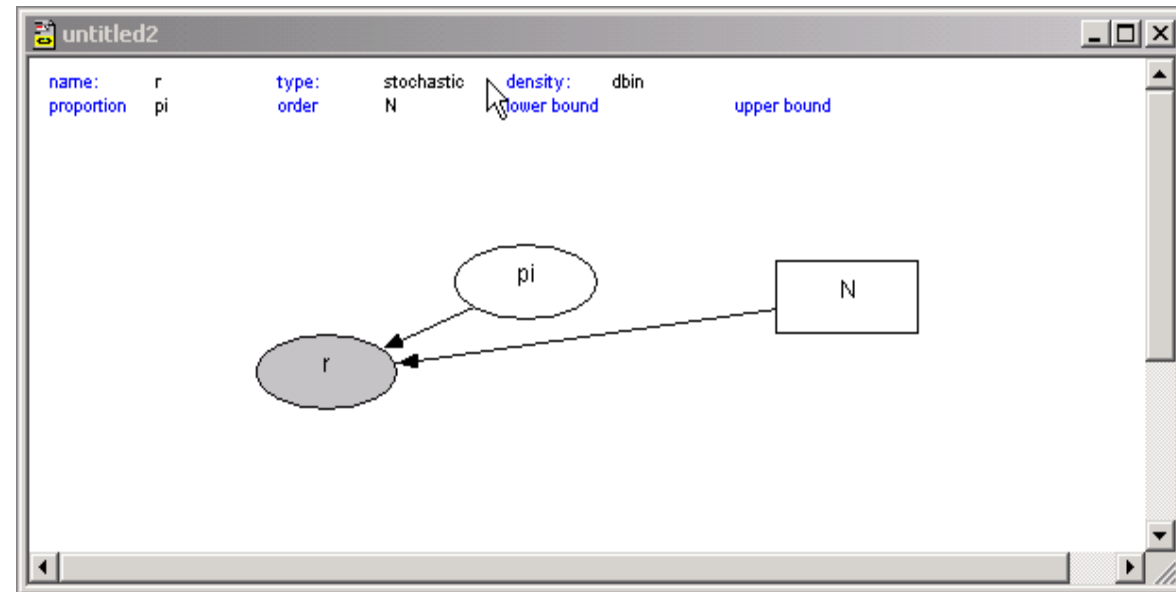 untitled2
name: r type: stochastic density: dbin
proportion pi order N lower bound upper bound
pi
N
r